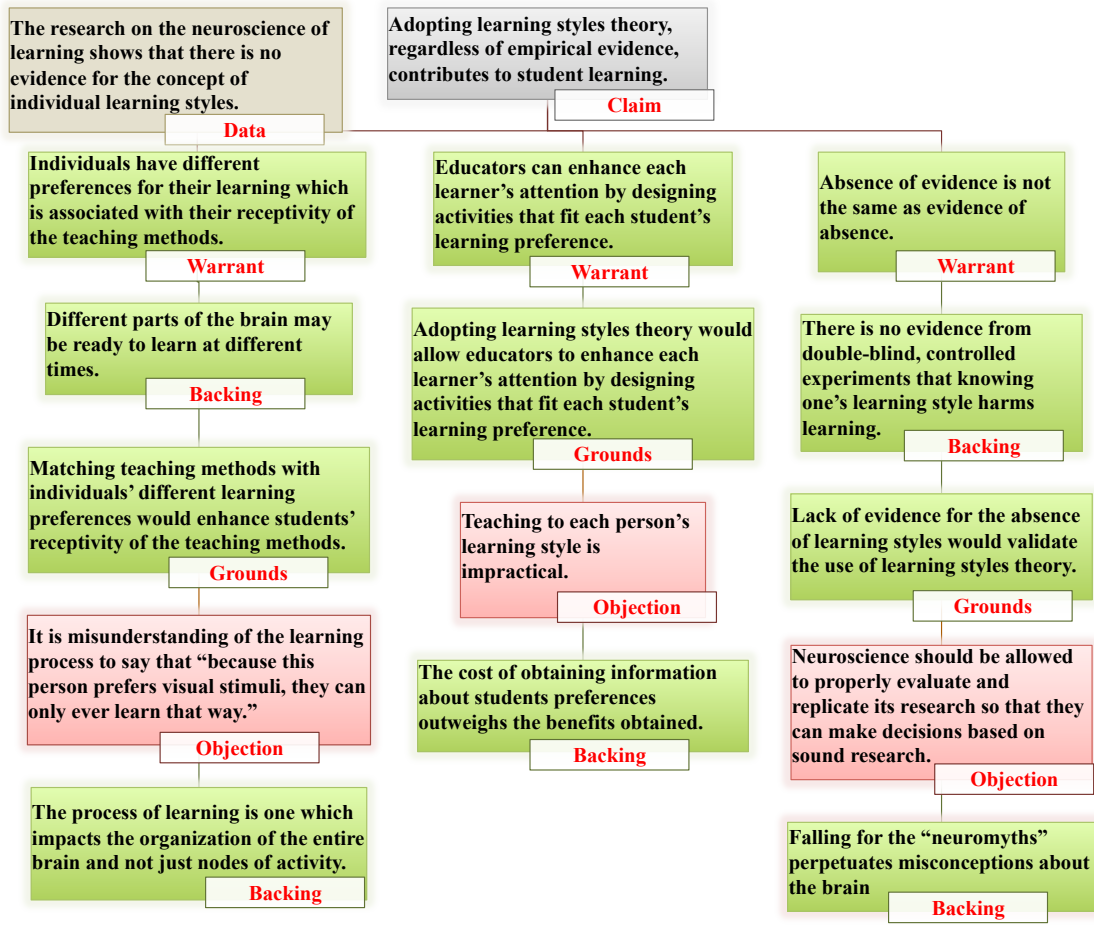 The research on the neuroscience of
learning shows that there is no
evidence for the concept of
individual learning styles.
Data
Adopting learning styles theory,
regardless of empirical evidence,
contributes to student learning.
Claim
Individuals have different
preferences for their learning which
is associated with their receptivity of
the teaching methods.
Warrant
Different parts of the brain may
be ready to learn at different
times.
Backing
Matching teaching methods with
individuals’ different learning
preferences would enhance students’
receptivity of the teaching methods.
Grounds
It is misunderstanding of the learning
process to say that “because this
person prefers visual stimuli, they can
only ever learn that way.”
Objection
The process of learning is one which
impacts the organization of the entire
brain and not just nodes of activity.
Backing
Educators can enhance each
learner’s attention by designing
activities that fit each student’s
learning preference.
Warrant
Adopting learning styles theory would
allow educators to enhance each
learner’s attention by designing
activities that fit each student’s
learning preference.
Grounds
Teaching to each person’s
learning style is
impractical.
Objection
The cost of obtaining information
about students preferences
outweighs the benefits obtained.
Backing
Absence of evidence is not
the same as evidence of
absence.
Warrant
There is no evidence from
double-blind, controlled
experiments that knowing
one’s learning style harms
learning.
Backing
Lack of evidence for the absence
of learning styles would validate
the use of learning styles theory.
Grounds
Neuroscience should be allowed
to properly evaluate and
replicate its research so that they
can make decisions based on
sound research.
Objection
Falling for the “neuromyths”
perpetuates misconceptions about
the brain
Backing